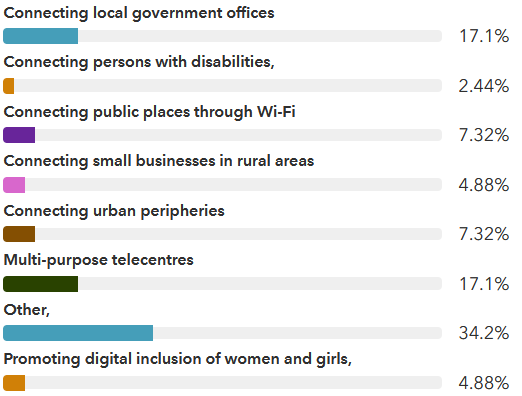 Connecting local government offices
17.1%
Connecting persons with disabilities,
2.44%
Connecting public places through Wi-Fi
7.32%
Connecting small businesses in rural areas
4.88%
Connecting urban peripheries
7.32%
Multi-purpose telecentres
17.1%
Other,
34.2%
Promoting digital inclusion of women and girls,
4.88%